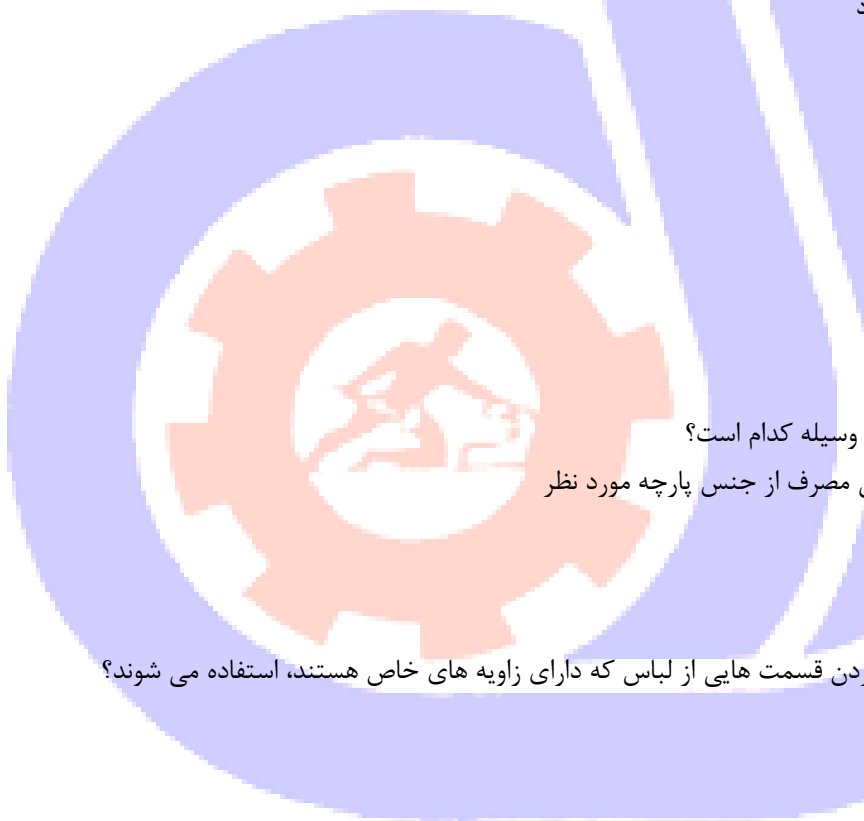 وسیله کدام است؟
مصرف از جنس پارچه مورد نظر
قسمت هایی از لباس که دارای زاویه های خاص هستند، استفاده می شوند؟